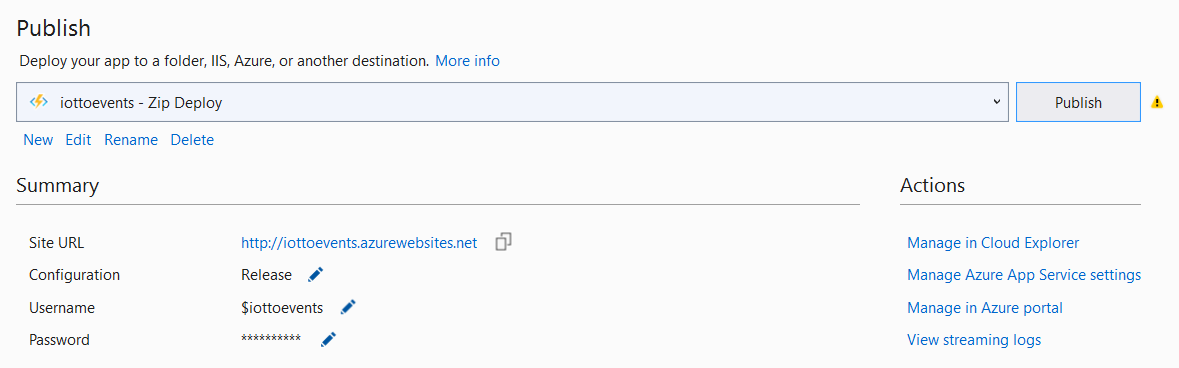 Publish
Deploy your app to a folder, IIS, Azure, or another destination. More info
iottoevents - Zip Deploy
Publish
New Edit Rename Delete
Summary
Actions
Site URL http://iottoevents.azurewebsites.net
Manage in Cloud Explorer
Configuration Release
Manage Azure App Service settings
Username $iottoevents
Manage in Azure portal
Password **********
View streaming logs